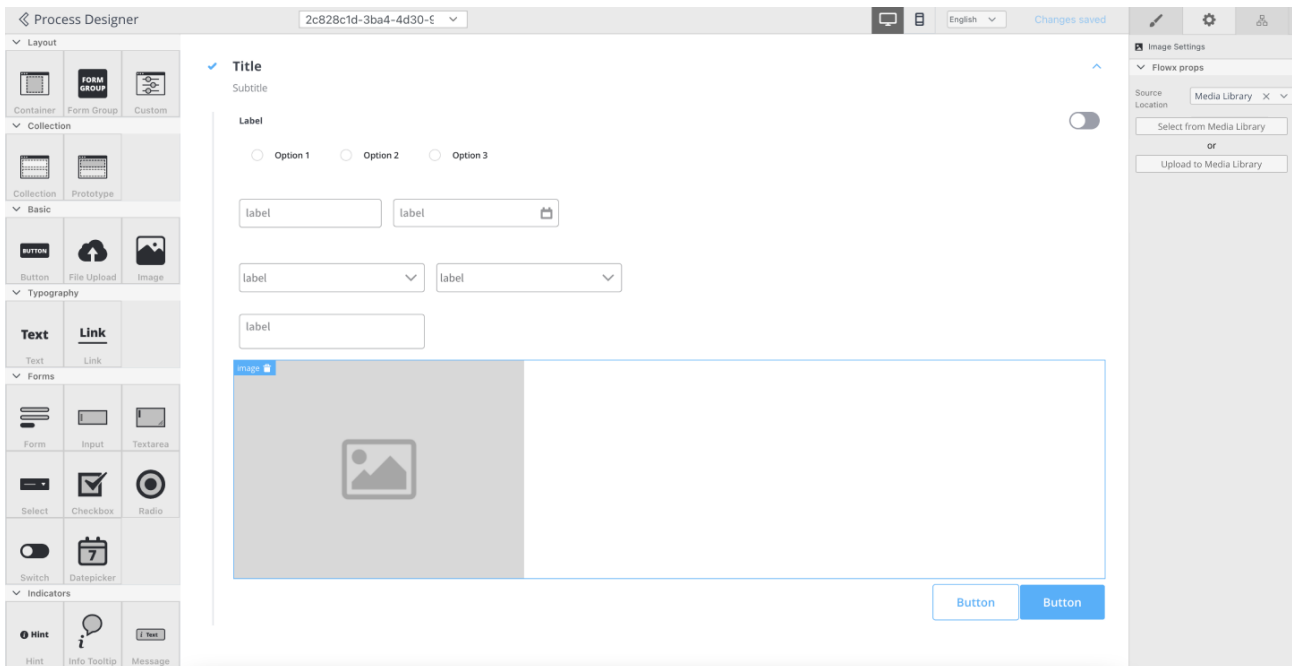 Process Designer
2c828c1d-3ba4-4d30-9
English
Changes saved
Layout
FORM GROUP
Container
Form Group
Custom
Collection
Collection
Prototype
Basic
BUTTON
Button
File Upload
Image
Typography
Text
Link
Text
Link
Forms
Form
Input
Textarea
Select
Checkbox
Radio
7
Switch
Datepicker
Indicators
Hint
i
i Text
Hint
Info Tooltip
Message
Title
Subtitle
Label
Option 1
Option 2
Option 3
label
label
label
label
label
image
Button
Button
Image Settings
Flowx props
Source
Location
Media Library
Select from Media Library
or
Upload to Media Library